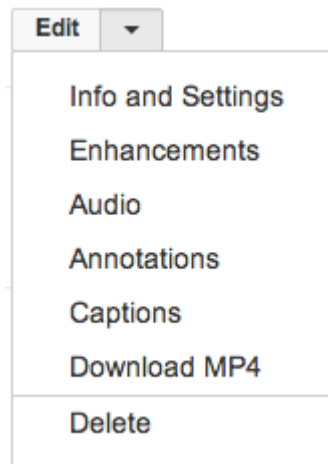 Edit
Info and Settings
Enhancements
Audio
Annotations
Captions
Download MP4
Delete